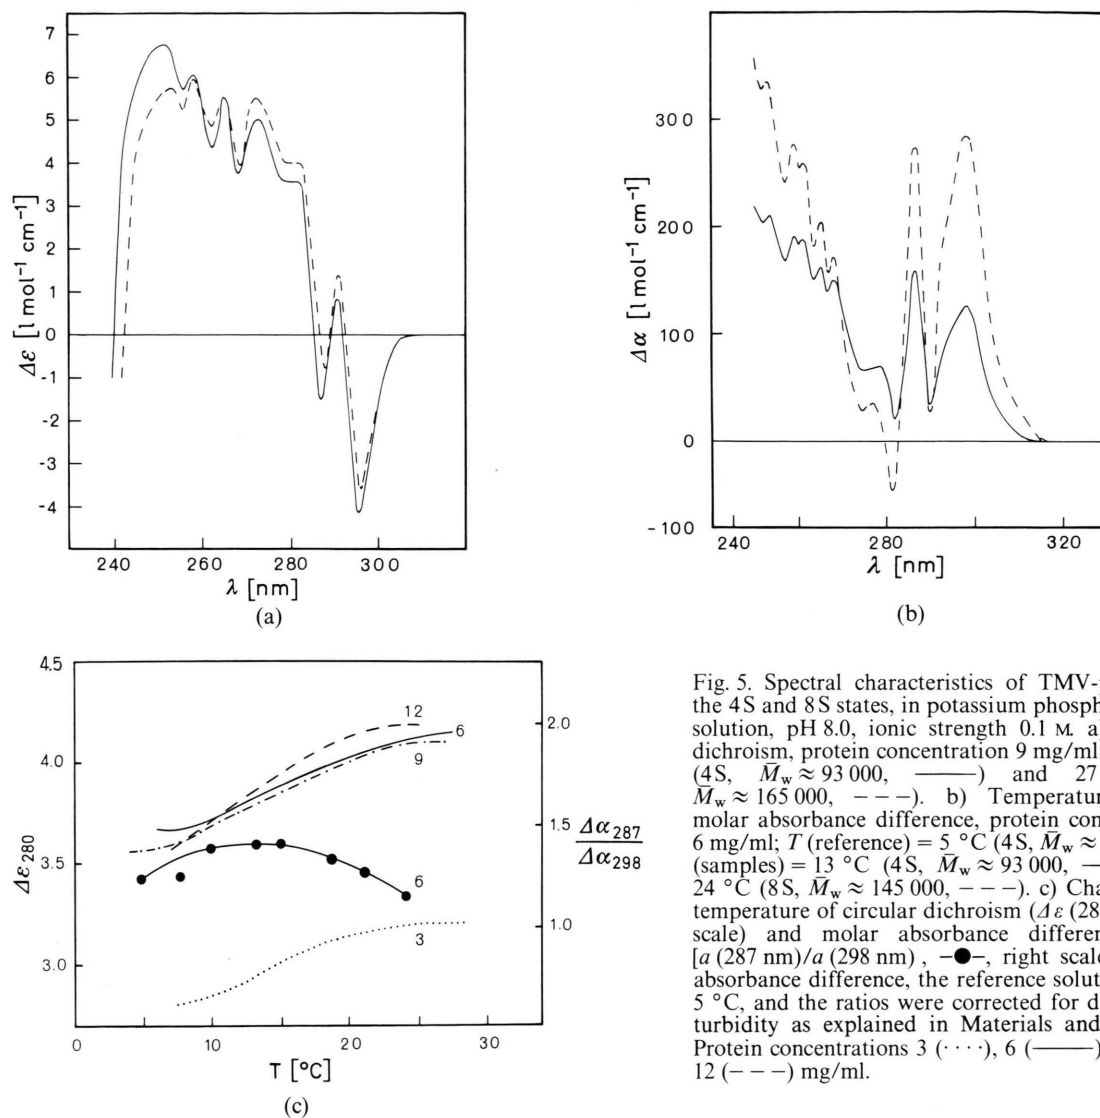 7
6
5
4
3
2
1
0
-1
-2
-3
-4
Δε [l mol⁻¹ cm⁻¹]
240 260 280 300
λ [nm]
(a)
300
200
100
0
-100
Δα [l mol⁻¹ cm⁻¹]
240 280 320
λ [nm]
(b)
4.5
4.0
3.5
3.0
Δε₂₈₀
12
6
9
6
3
2.0
1.5
1.0
Δα₂₈₇
Δα₂₉₈
10 20 30
T [°C]
(c)
Fig. 5. Spectral characteristics of TMV-
the 4S and 8S states, in potassium phosph
solution, pH 8.0, ionic strength 0.1 M. a
dichroism, protein concentration 9 mg/ml
(4S, M̄w ≈ 93 000, ——) and 27
M̄w ≈ 165 000, – – –). b) Temperatur
molar absorbance difference, protein con
6 mg/ml; T (reference) = 5 °C (4S, M̄w ≈
(samples) = 13 °C (4S, M̄w ≈ 93 000, —
24 °C (8S, M̄w ≈ 145 000, – – –). c) Cha
temperature of circular dichroism (Δε (28
scale) and molar absorbance differen
[a (287 nm)/a (298 nm), –●–, right scale
absorbance difference, the reference solut
5 °C, and the ratios were corrected for d
turbidity as explained in Materials and
Protein concentrations 3 (····), 6 (——)
12 (– – –) mg/ml.